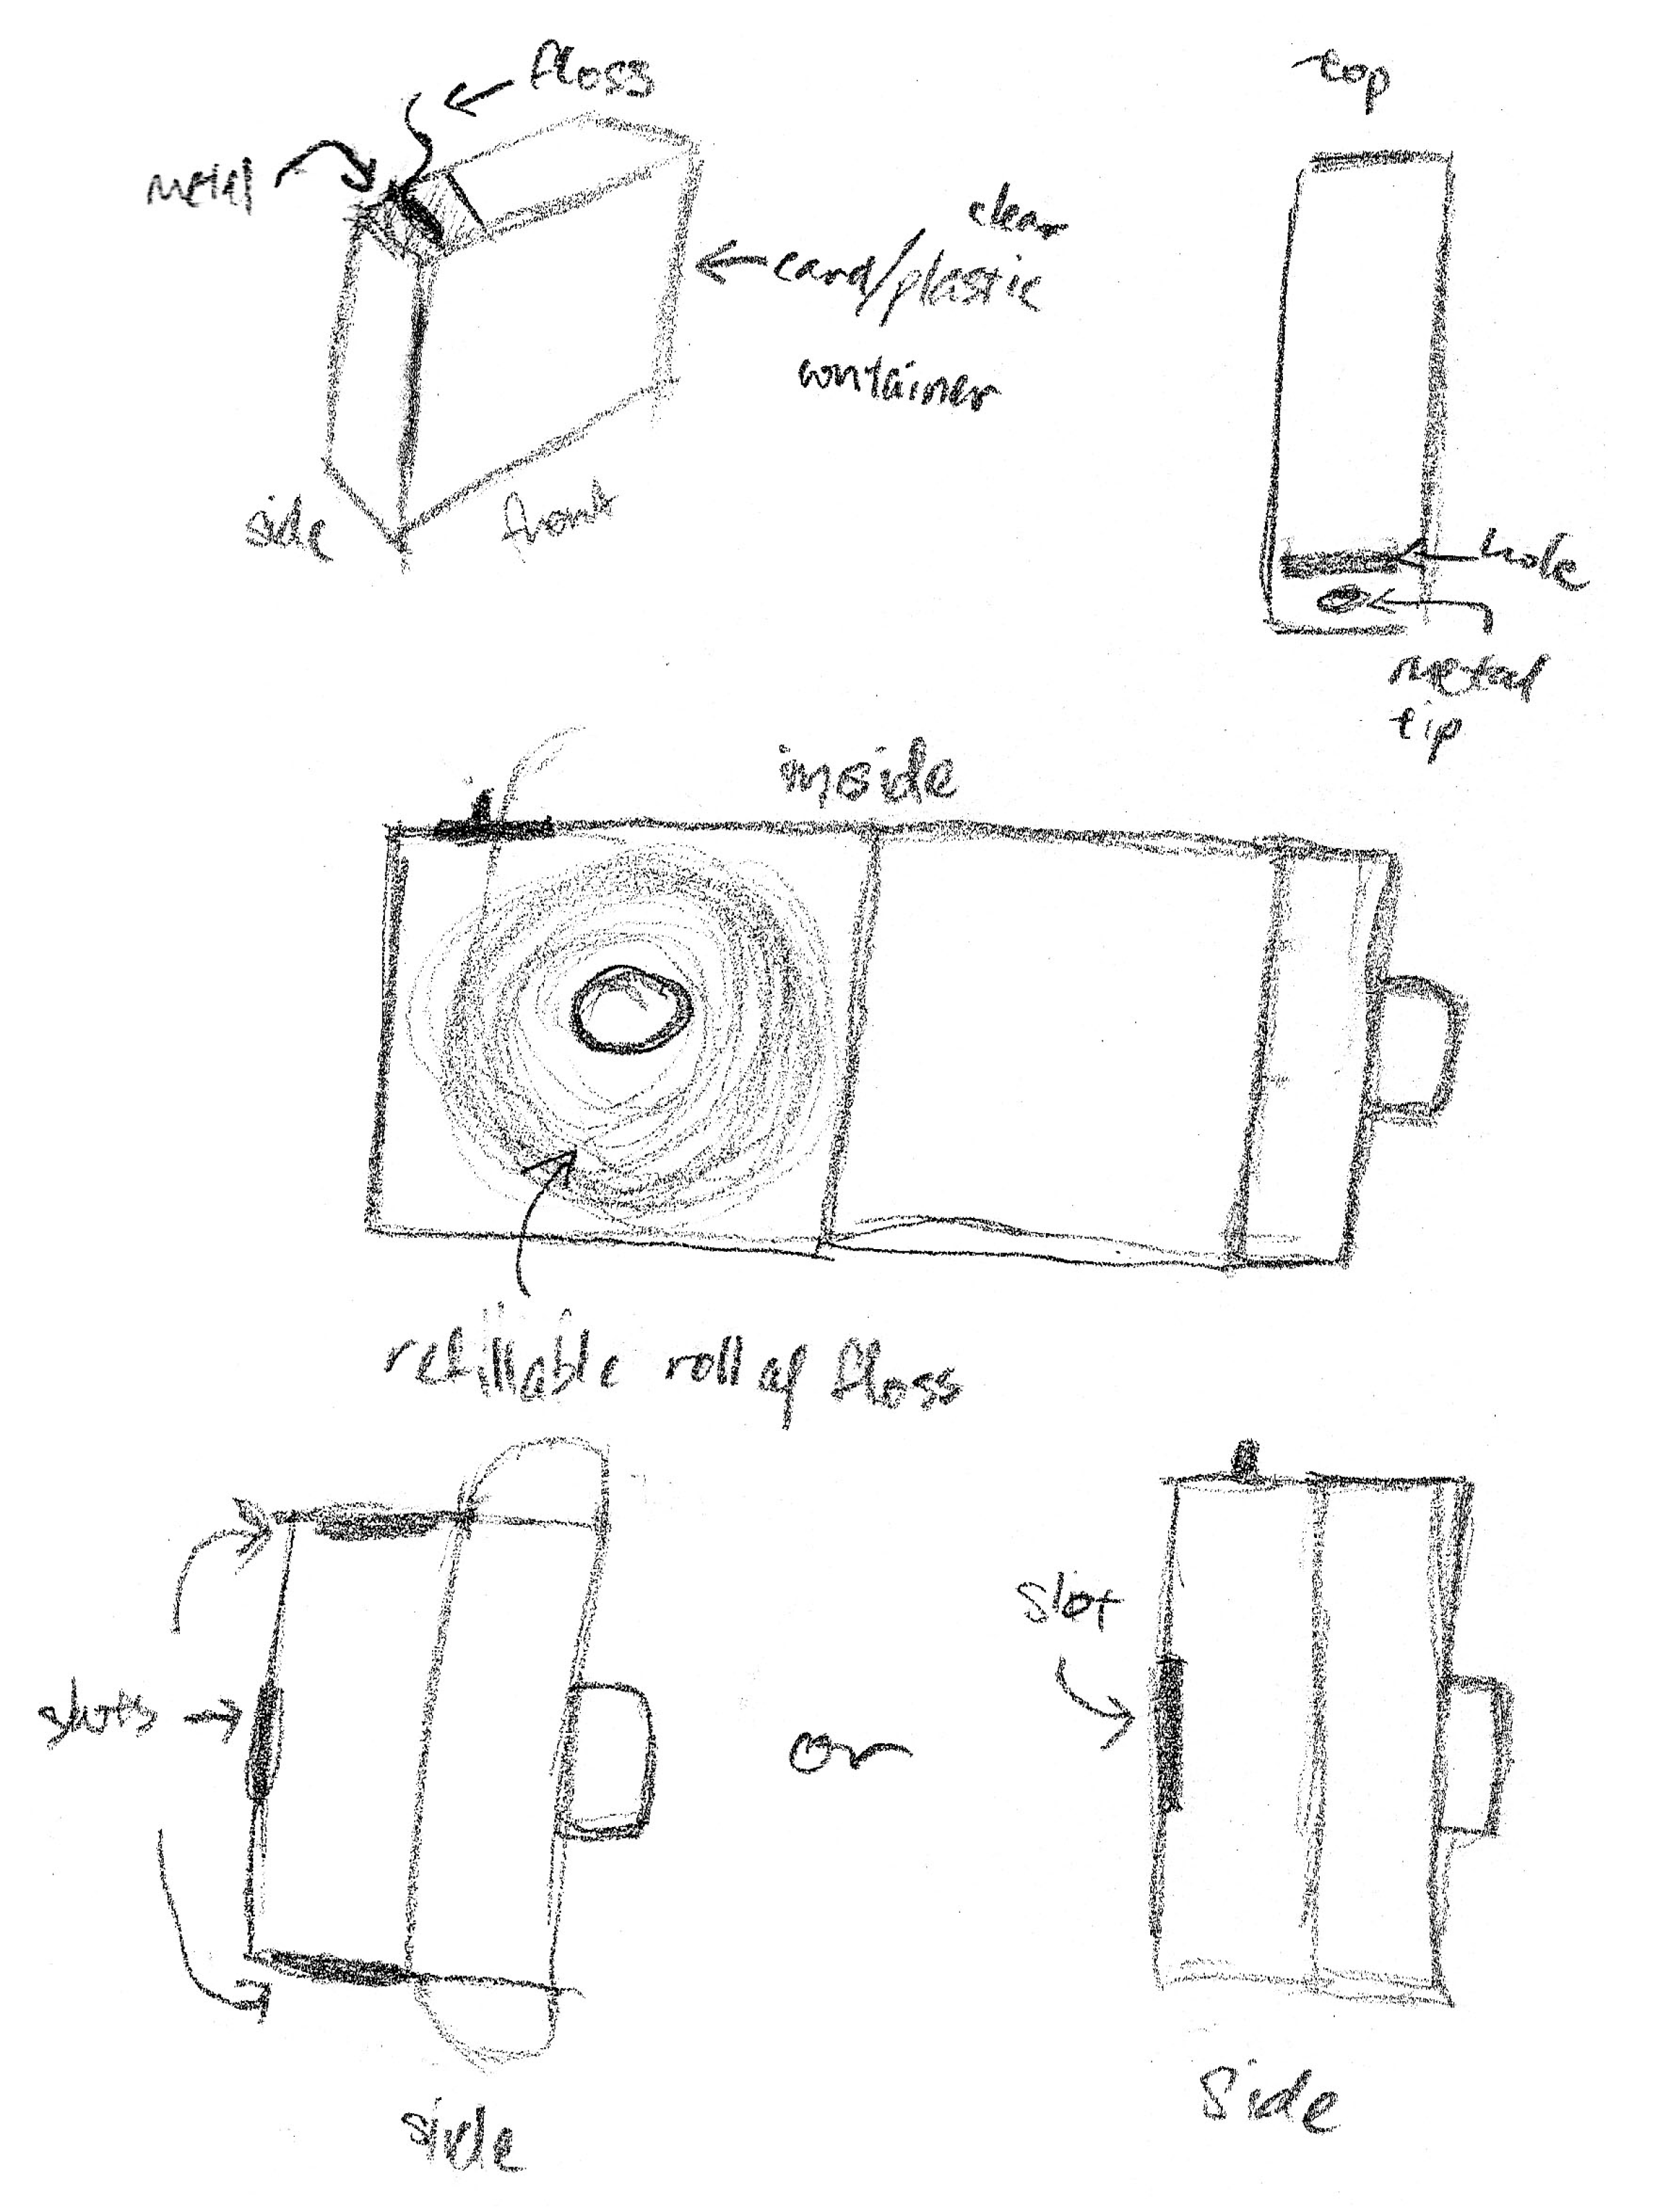 floss
top
metal
clear
card/plastic
container
side
front
hole
metal
tip
inside
refillable roll of floss
slot
slots
or
side
Side